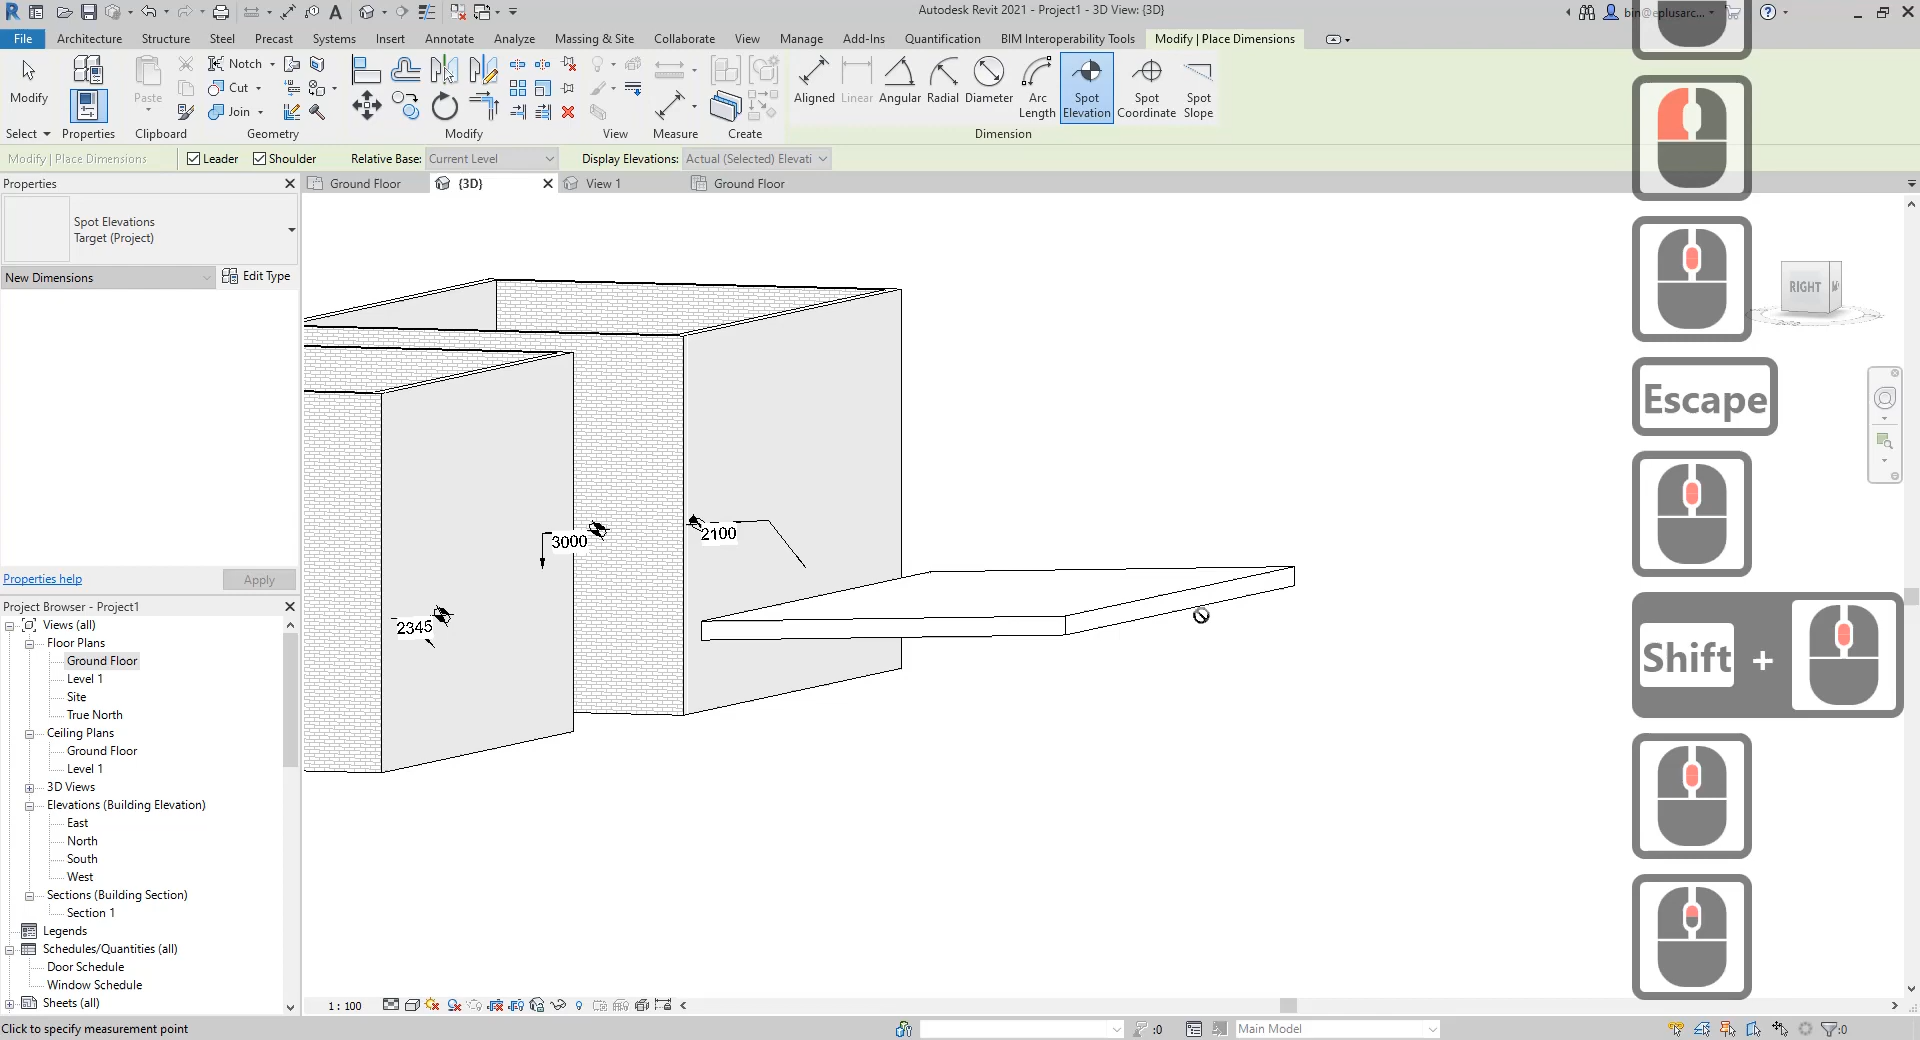 Autodesk Revit 2021 - Project1 - 3D View: {3D}
bin@eplusarc...
File Architecture Structure Steel Precast Systems Insert Annotate Analyze Massing & Site Collaborate View Manage Add-Ins Quantification BIM Interoperability Tools Modify | Place Dimensions
Modify
Select
Properties
Paste
Clipboard
Notch
Cut
Join
Geometry
Modify
View
Measure
Create
Aligned
Linear
Angular
Radial
Diameter
Arc Length
Spot Elevation
Spot Coordinate
Spot Slope
Dimension
Modify | Place Dimensions
Leader
Shoulder
Relative Base: Current Level
Display Elevations: Actual (Selected) Elevati
Properties
Ground Floor
{3D}
View 1
Ground Floor
Spot Elevations
Target (Project)
New Dimensions
Edit Type
Properties help
Apply
Project Browser - Project1
Views (all)
Floor Plans
Ground Floor
Level 1
Site
True North
Ceiling Plans
Ground Floor
Level 1
3D Views
Elevations (Building Elevation)
East
North
South
West
Sections (Building Section)
Section 1
Legends
Schedules/Quantities (all)
Door Schedule
Window Schedule
Sheets (all)
3000
2100
2345
RIGHT
Escape
Shift +
1 : 100
Click to specify measurement point
:0
Main Model
:0